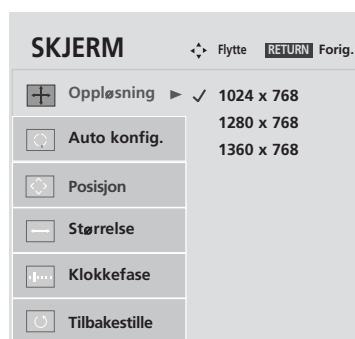 SKJERM Flytte RETURN Forig.
Oppløsning 1024 x 768
1280 x 768
Auto konfig.
1360 x 768
Posisjon
Størrelse
Klokkefase
Tilbakestille